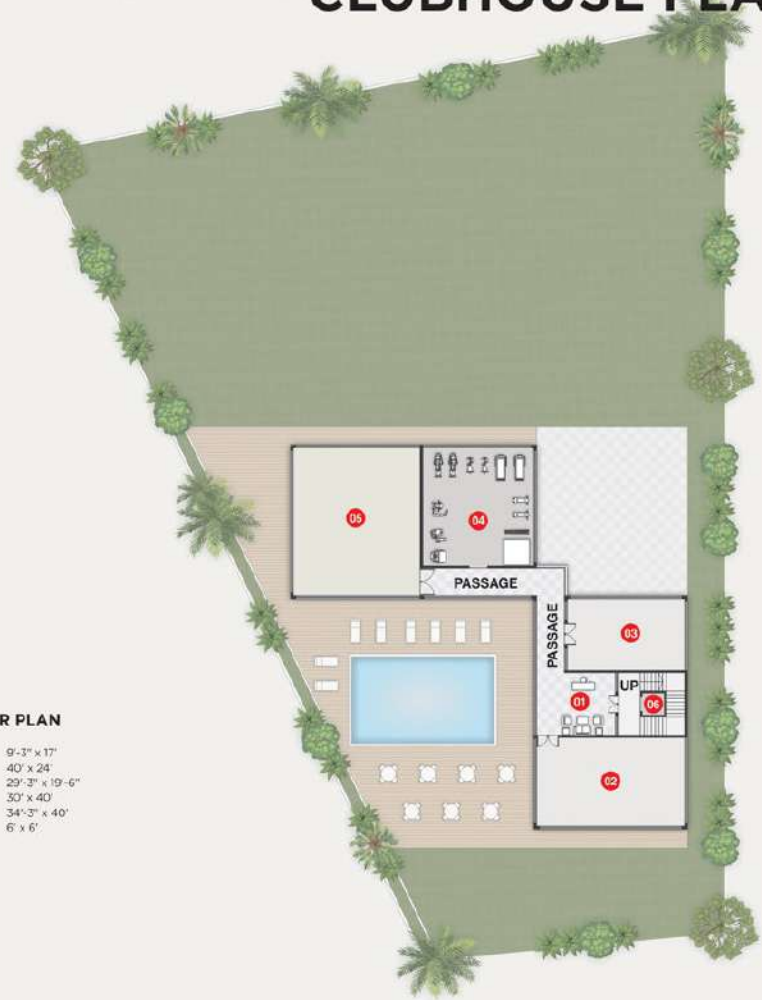 CLUBHOUSE PLA
05
04
PASSAGE
PASSAGE
03
UP
01
06
02
R PLAN
9'-3" x 17'
40' x 24'
29'-3" x 19'-6"
30' x 40'
34'-3" x 40'
6' x 6'